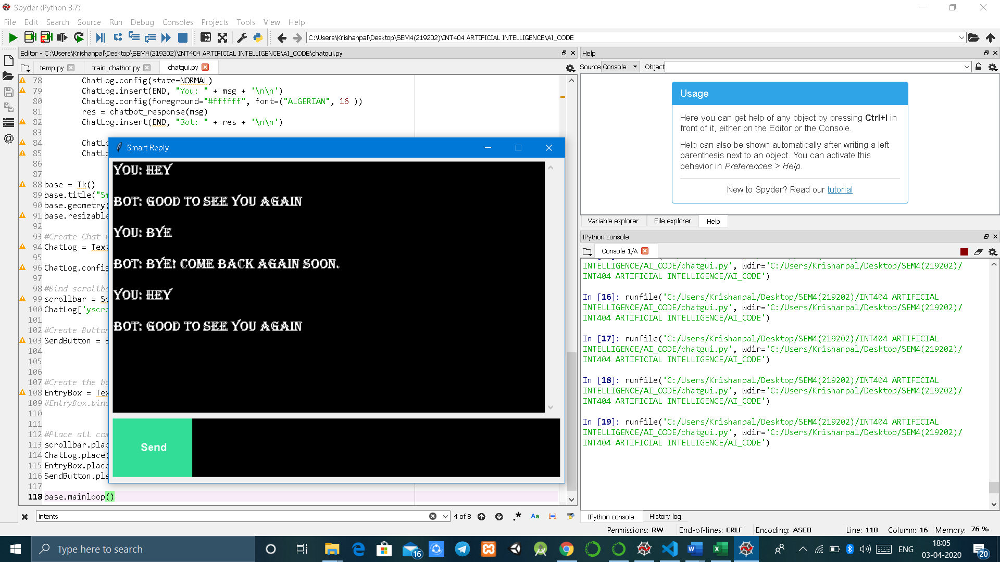 Spyder (Python 3.7)
File Edit Search Source Run Debug Consoles Projects Tools View Help
C:\Users\Krishanpal\Desktop\SEM4(219202)\INT404 ARTIFICIAL INTELLIGENCE\AI_CODE
Editor - C:\Users\Krishanpal\Desktop\SEM4(219202)\INT404 ARTIFICIAL INTELLIGENCE\AI_CODE\chatgui.py
temp.py train_chatbot.py chatgui.py
78 ChatLog.config(state=NORMAL)
79 ChatLog.insert(END, "You: " + msg + '\n\n')
80 ChatLog.config(foreground="#ffffff", font=("ALGERIAN", 16 ))
81 res = chatbot_response(msg)
82 ChatLog.insert(END, "Bot: " + res + '\n\n')
83
84 ChatLo
85 ChatLo
86
87
88 base = Tk()
89 base.title("Sm
90 base.geometry(
91 base.resizable
92
93 #Create Chat w
94 ChatLog = Text
95
96 ChatLog.config
97
98 #Bind scrollba
99 scrollbar = Sc
100 ChatLog['yscro
101
102 #Create Button
103 SendButton = B
104
105
106
107 #Create the bo
108 EntryBox = Tex
109 #EntryBox.bind
110
111
112 #Place all com
113 scrollbar.plac
114 ChatLog.place(
115 EntryBox.place
116 SendButton.pla
117
118 base.mainloop()
Smart Reply
YOU: HEY
BOT: GOOD TO SEE YOU AGAIN
YOU: BYE
BOT: BYE! COME BACK AGAIN SOON.
YOU: HEY
BOT: GOOD TO SEE YOU AGAIN
Send
intents 4 of 8 .* Aa
Help
Source Console Object
Usage
Here you can get help of any object by pressing Ctrl+I in
front of it, either on the Editor or the Console.
Help can also be shown automatically after writing a left
parenthesis next to an object. You can activate this
behavior in Preferences > Help.
New to Spyder? Read our tutorial
Variable explorer File explorer Help
IPython console
Console 1/A
INTELLIGENCE/AI_CODE/chatgui.py', wdir='C:/Users/Krishanpal/Desktop/SEM4(219202)/
INT404 ARTIFICIAL INTELLIGENCE/AI_CODE')
In [16]: runfile('C:/Users/Krishanpal/Desktop/SEM4(219202)/INT404 ARTIFICIAL
INTELLIGENCE/AI_CODE/chatgui.py', wdir='C:/Users/Krishanpal/Desktop/SEM4(219202)/
INT404 ARTIFICIAL INTELLIGENCE/AI_CODE')
In [17]: runfile('C:/Users/Krishanpal/Desktop/SEM4(219202)/INT404 ARTIFICIAL
INTELLIGENCE/AI_CODE/chatgui.py', wdir='C:/Users/Krishanpal/Desktop/SEM4(219202)/
INT404 ARTIFICIAL INTELLIGENCE/AI_CODE')
In [18]: runfile('C:/Users/Krishanpal/Desktop/SEM4(219202)/INT404 ARTIFICIAL
INTELLIGENCE/AI_CODE/chatgui.py', wdir='C:/Users/Krishanpal/Desktop/SEM4(219202)/
INT404 ARTIFICIAL INTELLIGENCE/AI_CODE')
In [19]: runfile('C:/Users/Krishanpal/Desktop/SEM4(219202)/INT404 ARTIFICIAL
INTELLIGENCE/AI_CODE/chatgui.py', wdir='C:/Users/Krishanpal/Desktop/SEM4(219202)/
INT404 ARTIFICIAL INTELLIGENCE/AI_CODE')
IPython console History log
Permissions: RW End-of-lines: CRLF Encoding: ASCII Line: 118 Column: 16 Memory: 76 %
Type here to search
16
ENG
18:05
03-04-2020
20